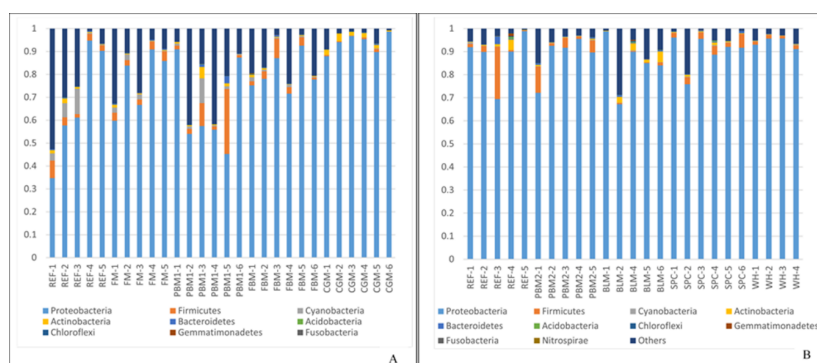 1
0.9
0.8
0.7
0.6
0.5
0.4
0.3
0.2
0.1
0
REF-1 REF-2 REF-3 REF-4 REF-5 FM-1 FM-2 FM-3 FM-4 FM-5 PBM1-1 PBM1-2 PBM1-3 PBM1-4 PBM1-5 PBM1-6 FBM-1 FBM-2 FBM-3 FBM-4 FBM-5 FBM-6 CGM-1 CGM-2 CGM-3 CGM-4 CGM-5 CGM-6
Proteobacteria Firmicutes Cyanobacteria
Actinobacteria Bacteroidetes Acidobacteria
Chloroflexi Gemmatimonadetes Fusobacteria
A
1
0.9
0.8
0.7
0.6
0.5
0.4
0.3
0.2
0.1
0
REF-1 REF-2 REF-3 REF-4 REF-5 PBM2-1 PBM2-2 PBM2-3 PBM2-4 PBM2-5 BLM-1 BLM-2 BLM-4 BLM-5 BLM-6 SPC-1 SPC-2 SPC-3 SPC-4 SPC-5 SPC-6 WH-1 WH-2 WH-3 WH-4
Proteobacteria Firmicutes Cyanobacteria Actinobacteria
Bacteroidetes Acidobacteria Chloroflexi Gemmatimonadetes
Fusobacteria Nitrospirae Others
B